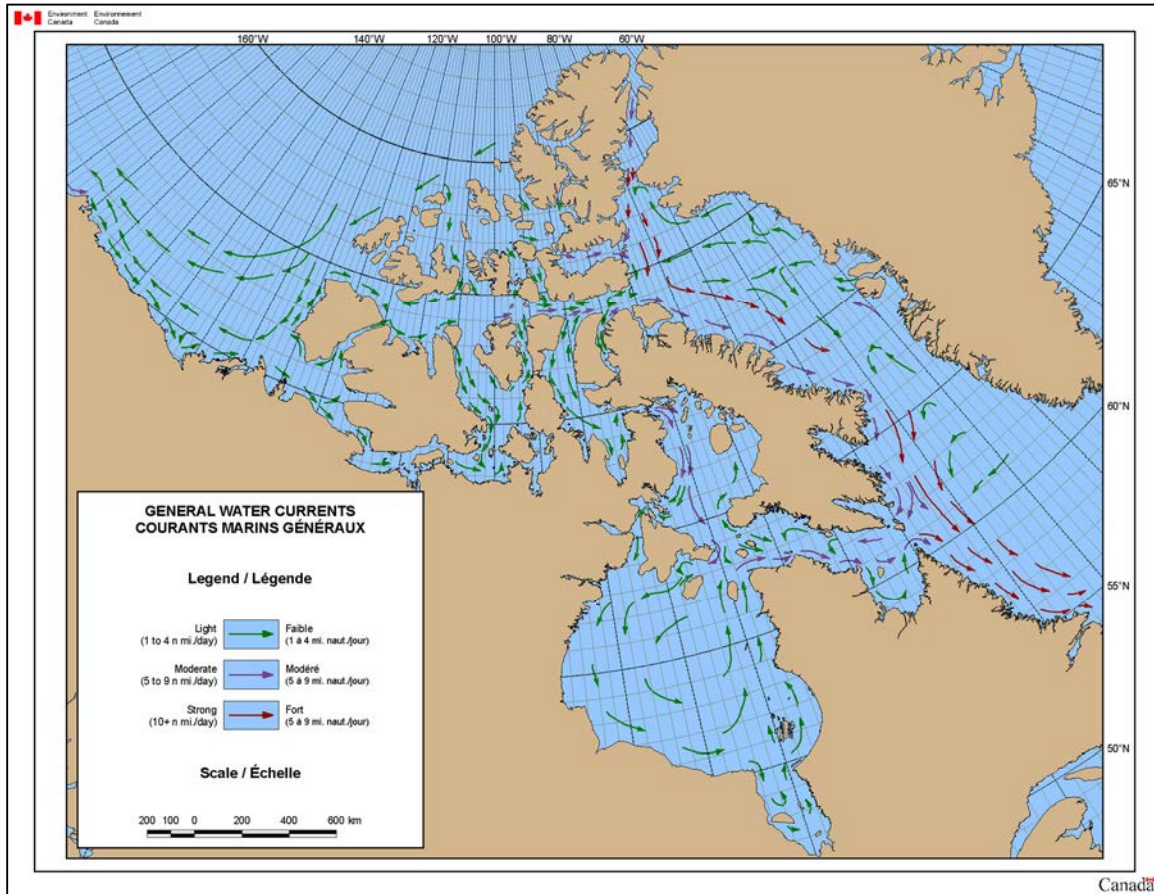 Environment Environnement
Canada Canada
160°W 140°W 120°W 100°W 80°W 60°W
65°N
60°N
55°N
50°N
GENERAL WATER CURRENTS
COURANTS MARINS GÉNÉRAUX
Legend / Légende
Light Faible
(1 to 4 n mi./day) (1 à 4 mi. naut./jour)
Moderate Modéré
(5 to 9 n mi./day) (5 à 9 mi. naut./jour)
Strong Fort
(10+ n mi./day) (5 à 9 mi. naut./jour)
Scale / Échelle
200 100 0 200 400 600 km
Canada